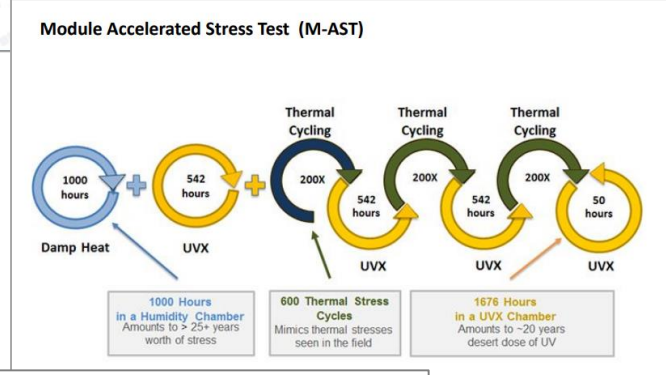 Module Accelerated Stress Test (M-AST)
Thermal
Cycling
Thermal
Cycling
Thermal
Cycling
1000
hours
542
hours
200X
542
hours
200X
542
hours
200X
50
hours
Damp Heat
UVX
UVX
UVX
UVX
1000 Hours
in a Humidity Chamber
Amounts to > 25+ years
worth of stress
600 Thermal Stress
Cycles
Mimics thermal stresses
seen in the field
1676 Hours
in a UVX Chamber
Amounts to ~20 years
desert dose of UV